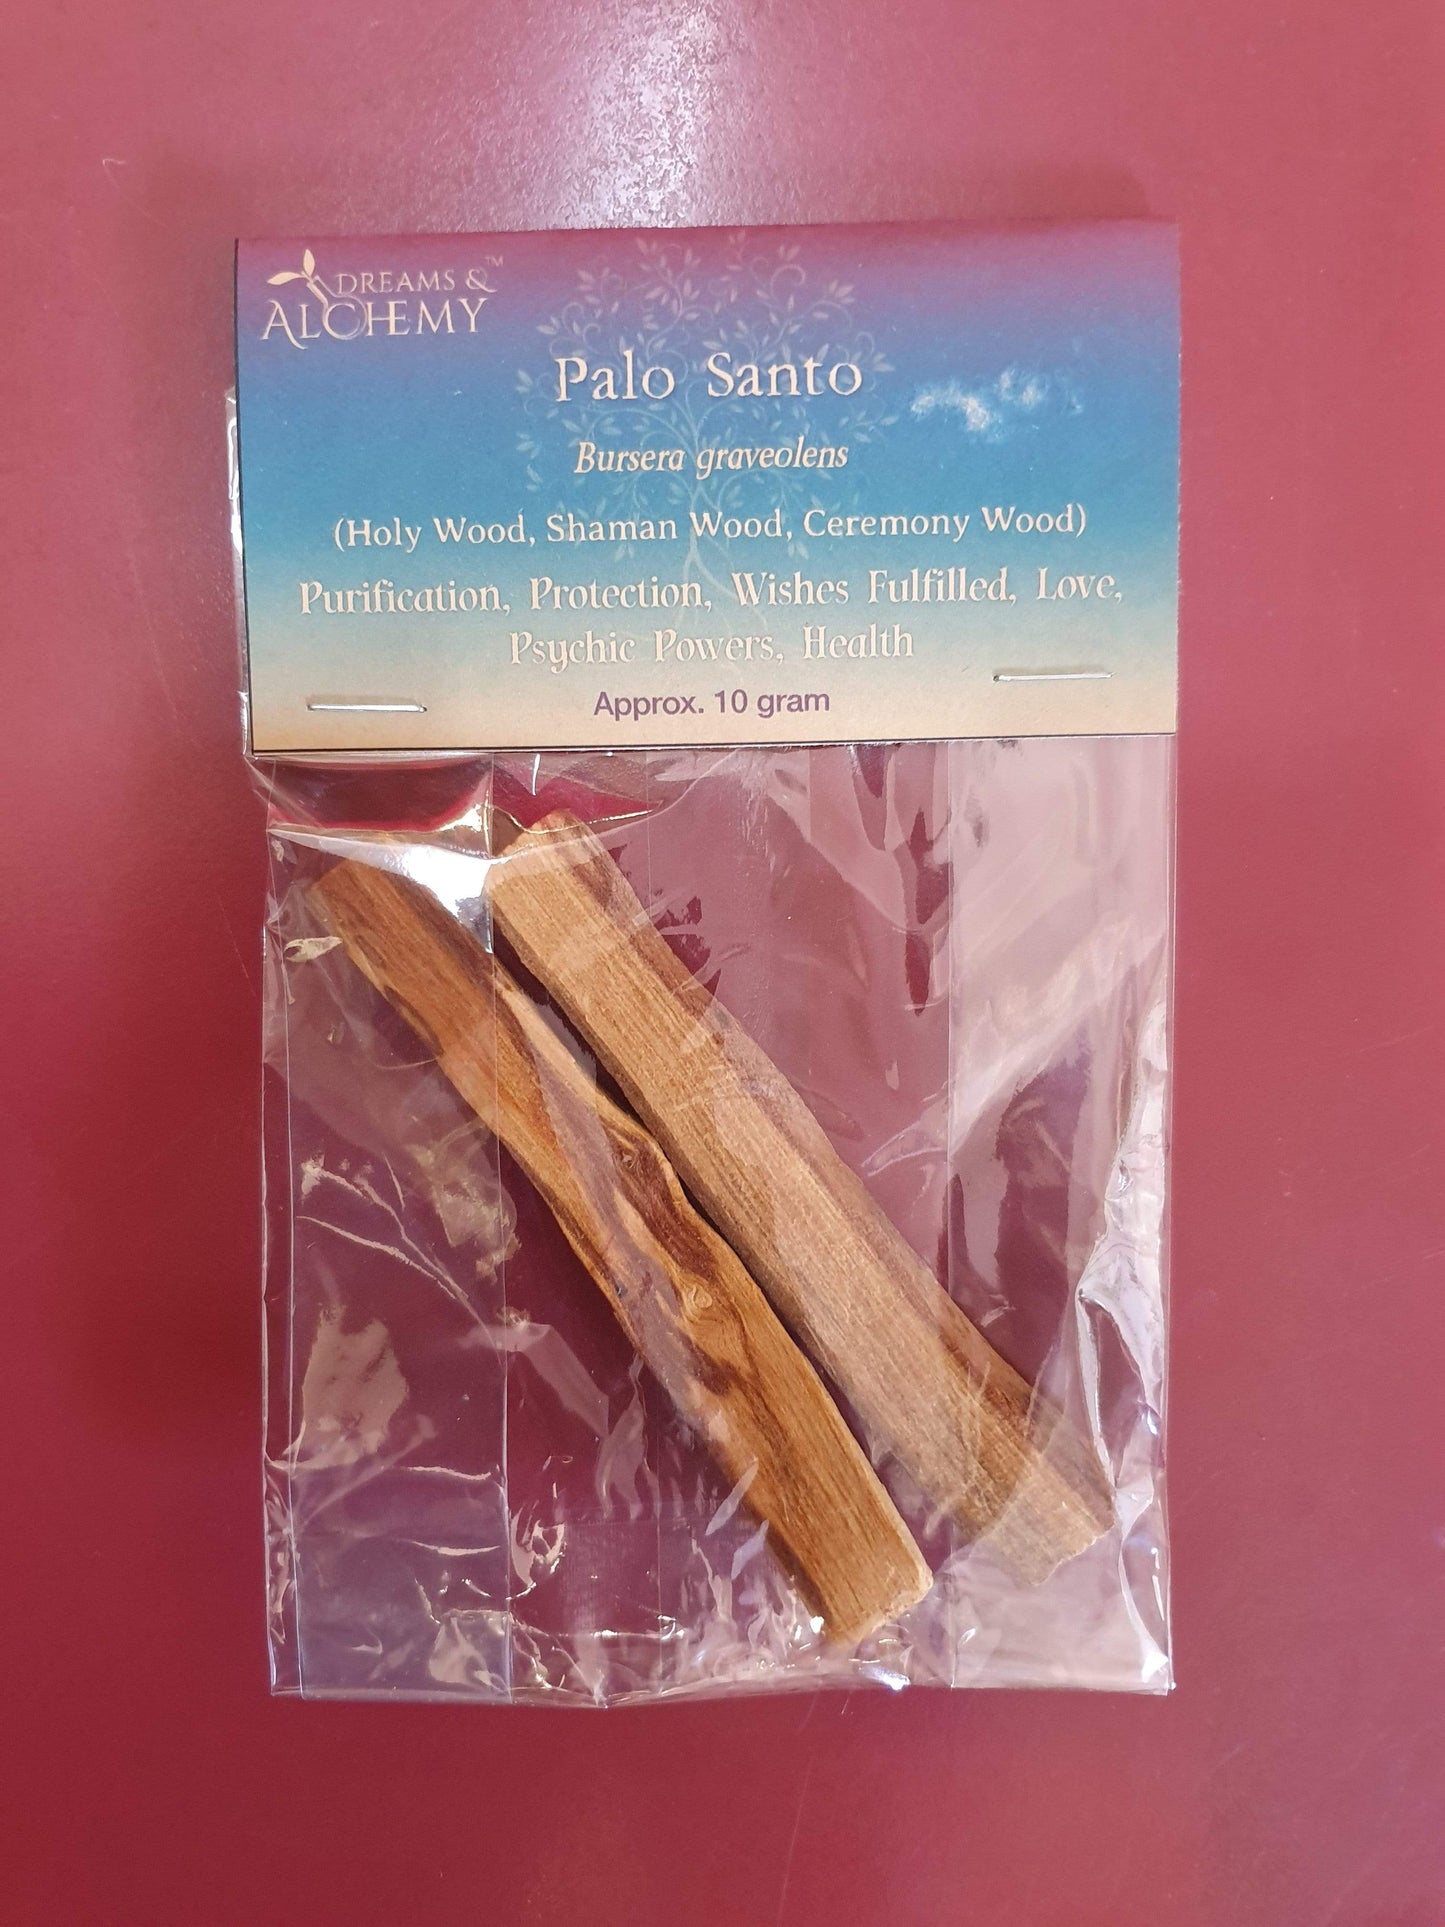 DREAMS & ™
ALCHEMY
Palo Santo
Bursera graveolens
(Holy Wood, Shaman Wood, Ceremony Wood)
Purification, Protection, Wishes Fulfilled, Love,
Psychic Powers, Health
Approx. 10 gram